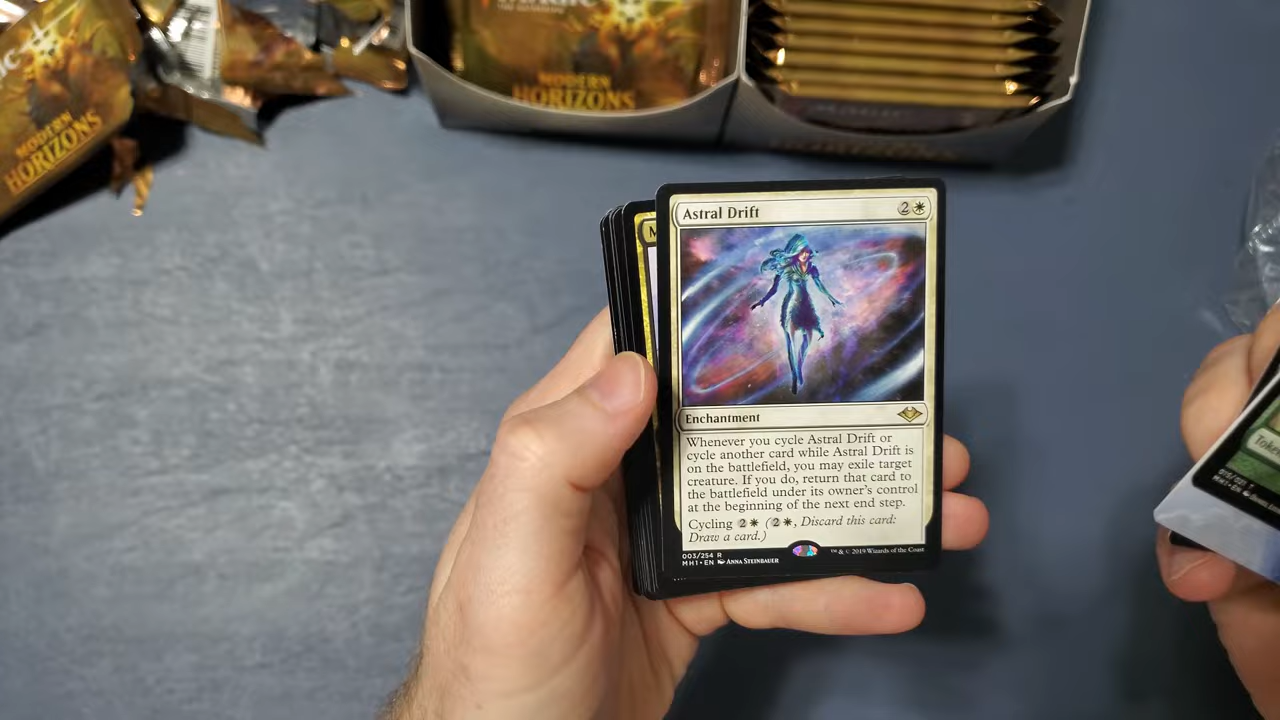 MODERN
HORIZONS
MODERN
HORIZONS
Astral Drift
2
M
Enchantment
Whenever you cycle Astral Drift or
cycle another card while Astral Drift is
on the battlefield, you may exile target
creature. If you do, return that card to
the battlefield under its owner's control
at the beginning of the next end step.
Cycling 2 (2, Discard this card:
Draw a card.)
003/254 R
MH1 • EN ANNA STEINBAUER
™ & © 2019 Wizards of the Coast
Token
MH1 • EN